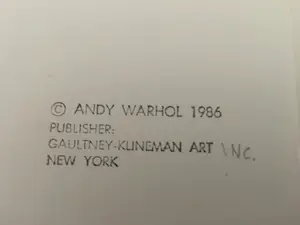 © ANDY WARHOL 1986
PUBLISHER:
GAULTNEY-KLINEMAN ART INC.
NEW YORK